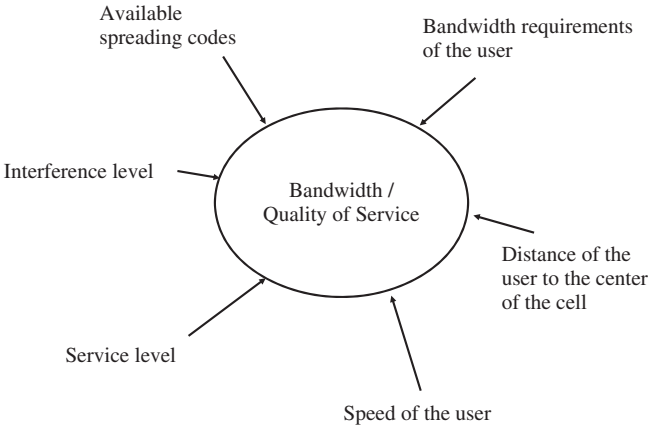 Available
spreading codes
Bandwidth requirements
of the user
Interference level
Bandwidth /
Quality of Service
Distance of the
user to the center
of the cell
Service level
Speed of the user